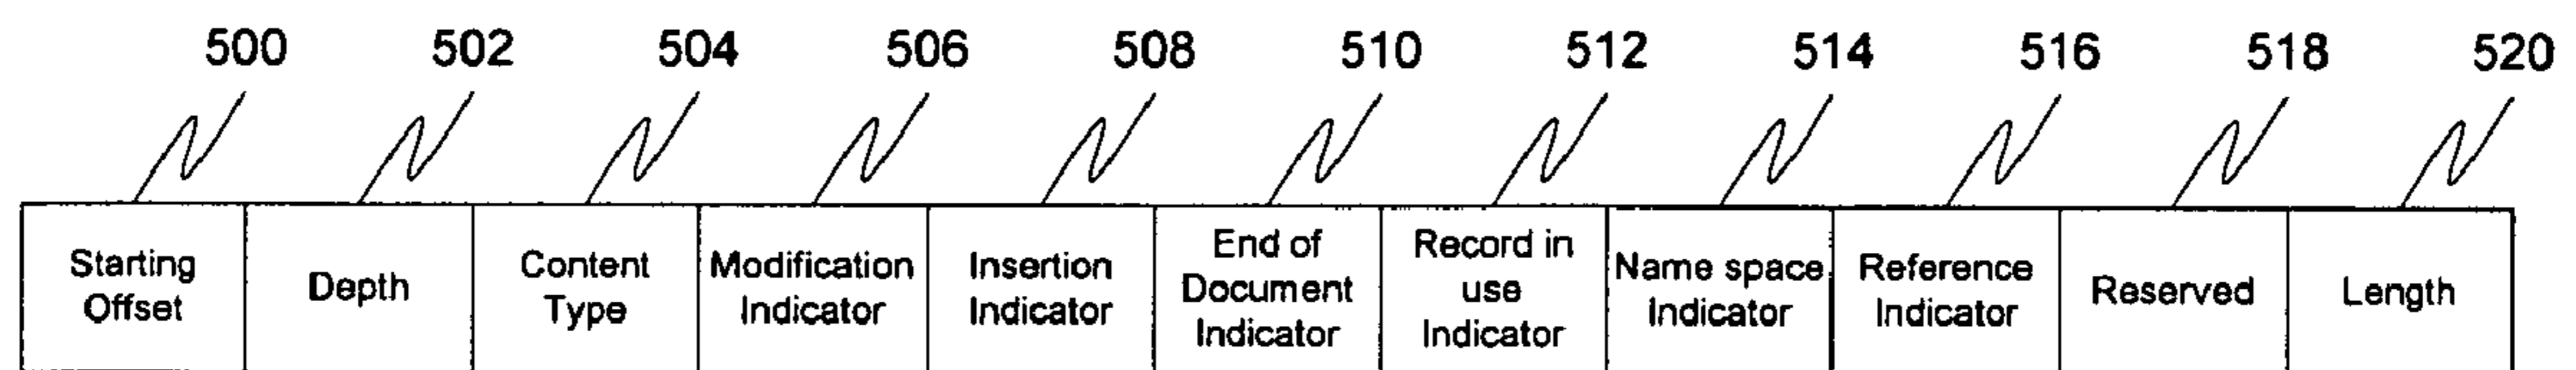 500 502 504 506 508 510 512 514 516 518 520
Starting
Offset
Depth
Content
Type
Modification
Indicator
Insertion
Indicator
End of
Document
Indicator
Record in
use
Indicator
Name space
Indicator
Reference
Indicator
Reserved
Length